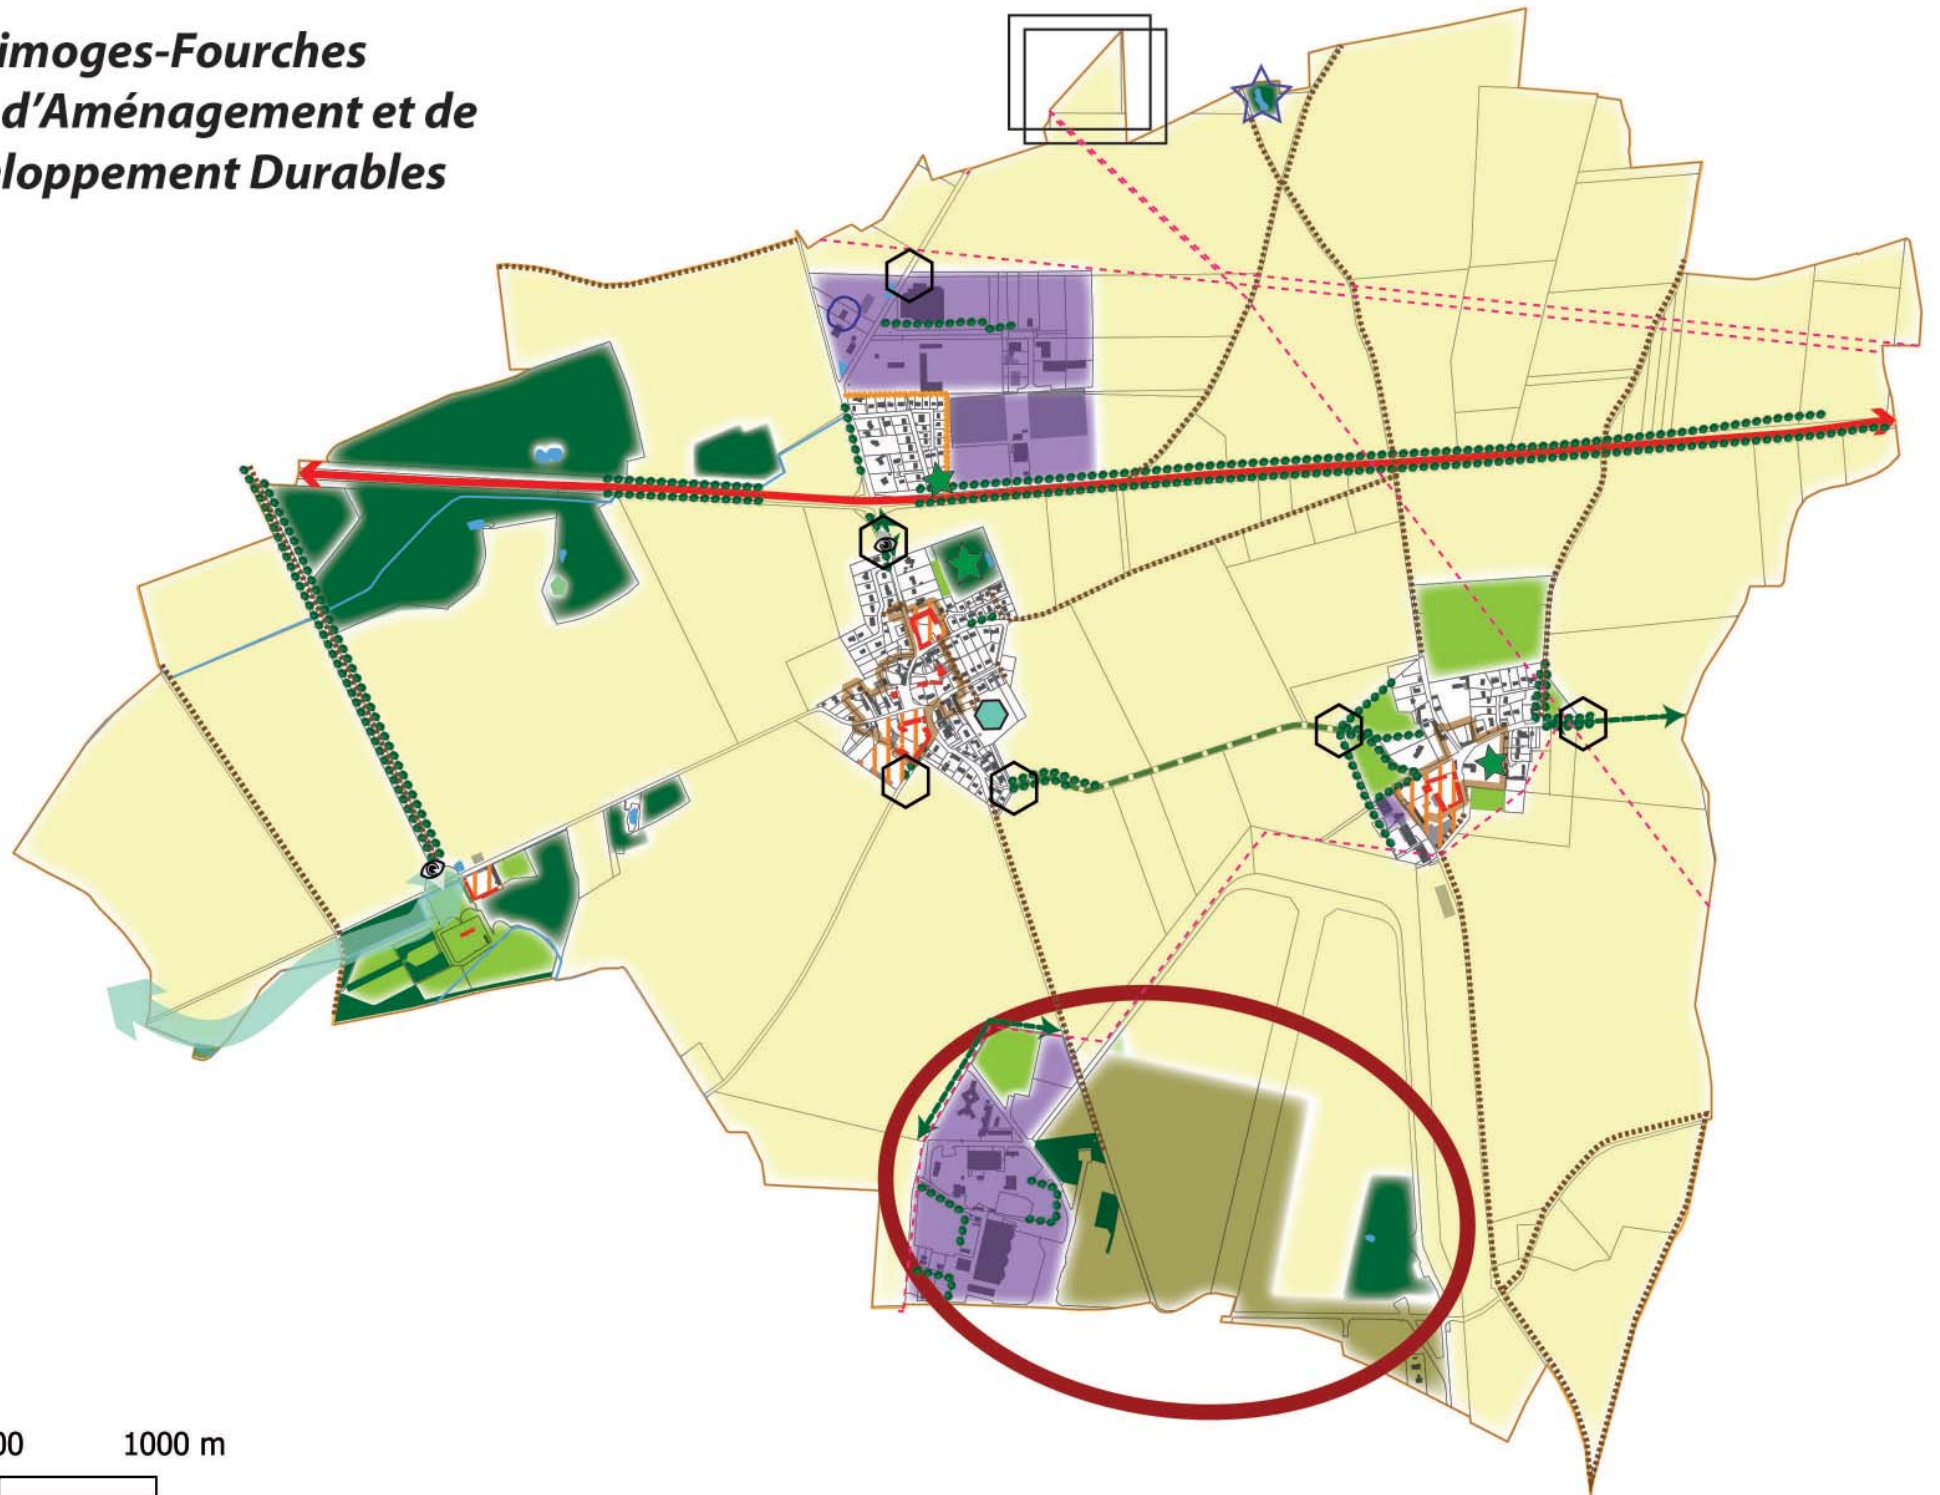 imoges-Fourches
d'Aménagement et de
loppement Durables
00 1000 m